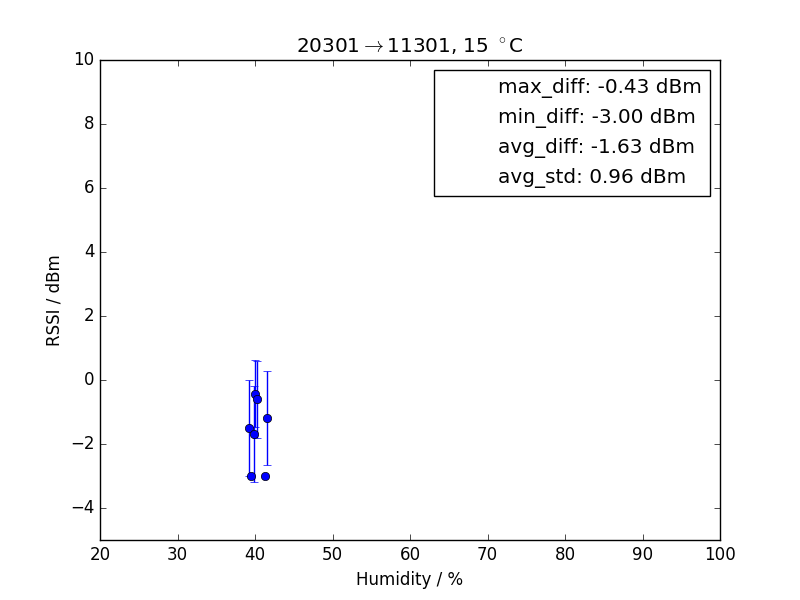 20301→11301, 15 °C
max_diff: -0.43 dBm
min_diff: -3.00 dBm
avg_diff: -1.63 dBm
avg_std: 0.96 dBm
10
8
6
4
2
0
−2
−4
RSSI / dBm
20 30 40 50 60 70 80 90 100
Humidity / %